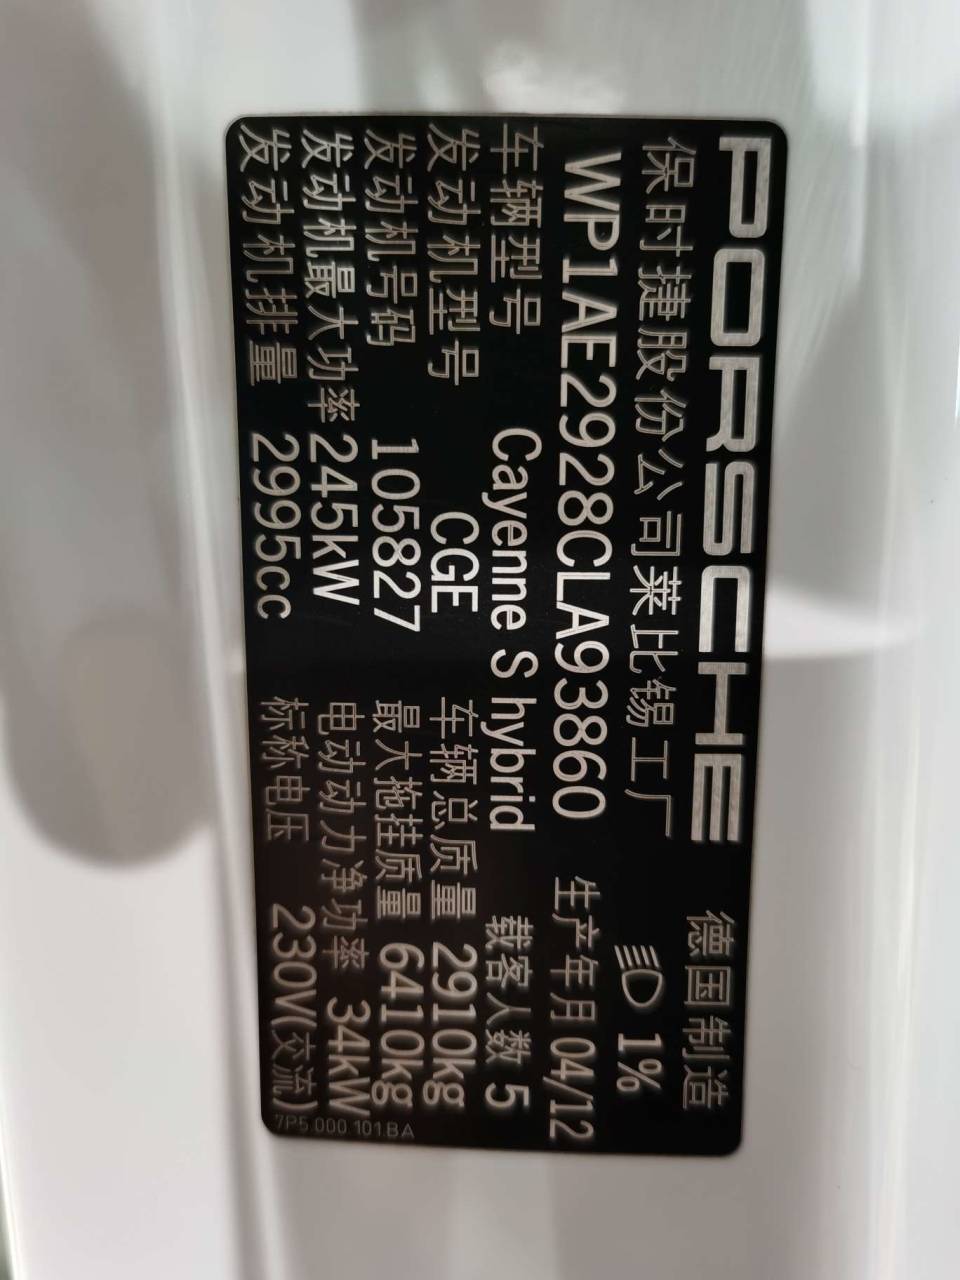 PORSCHE 德国制造
保时捷股份公司莱比锡工厂 1%
WP1AE2928CLA93860 生产年月 04/12
车辆型号 Cayenne S hybrid 载客人数 5
发动机型号 CGE 车辆总质量 2910kg
发动机号码 105827 最大拖挂质量 6410kg
发动机最大功率 245kW 电动动力净功率 34kW
发动机排量 2995cc 标称电压 230V(交流)
7P5.000.101.BA